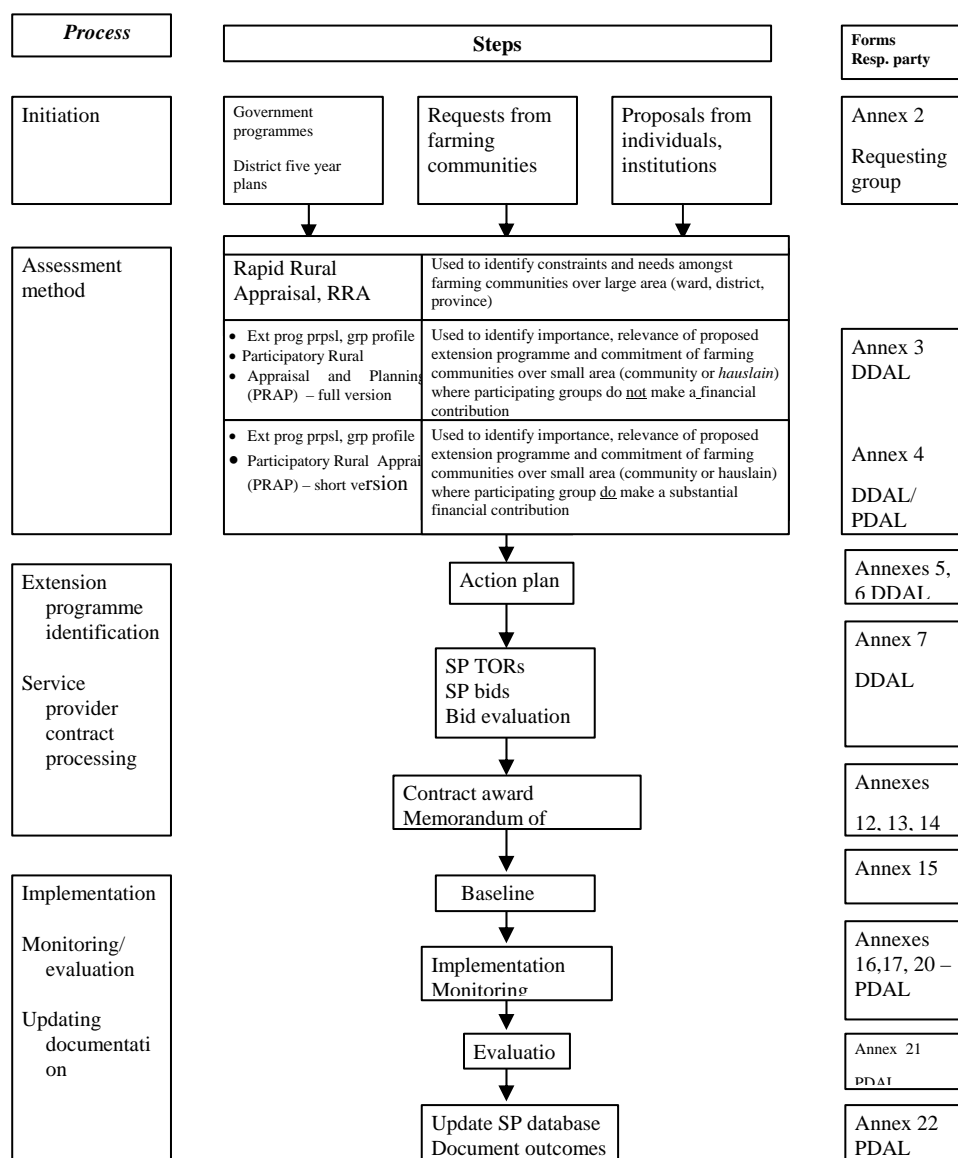 Process
Steps
Forms
Resp. party
Initiation
Government
programmes
District five year
plans
Requests from
farming
communities
Proposals from
individuals,
institutions
Annex 2
Requesting
group
Assessment
method
Rapid Rural
Appraisal, RRA
Used to identify constraints and needs amongst
farming communities over large area (ward, district,
province)
• Ext prog prpsl, grp profile
• Participatory Rural
• Appraisal and Planning
(PRAP) – full version
Used to identify importance, relevance of proposed
extension programme and commitment of farming
communities over small area (community or hauslain)
where participating groups do not make a financial
contribution
Annex 3
DDAL
• Ext prog prpsl, grp profile
• Participatory Rural Apprai
(PRAP) – short version
Used to identify importance, relevance of proposed
extension programme and commitment of farming
communities over small area (community or hauslain)
where participating group do make a substantial
financial contribution
Annex 4
DDAL/
PDAL
Extension
programme
identification
Service
provider
contract
processing
Action plan
Annexes 5,
6 DDAL
SP TORs
SP bids
Bid evaluation
Annex 7
DDAL
Contract award
Memorandum of
Annexes
12, 13, 14
Implementation
Monitoring/
evaluation
Updating
documentati
on
Baseline
Annex 15
Implementation
Monitoring
Annexes
16,17, 20 –
PDAL
Evaluatio
Annex 21
PDAL
Update SP database
Document outcomes
Annex 22
PDAL